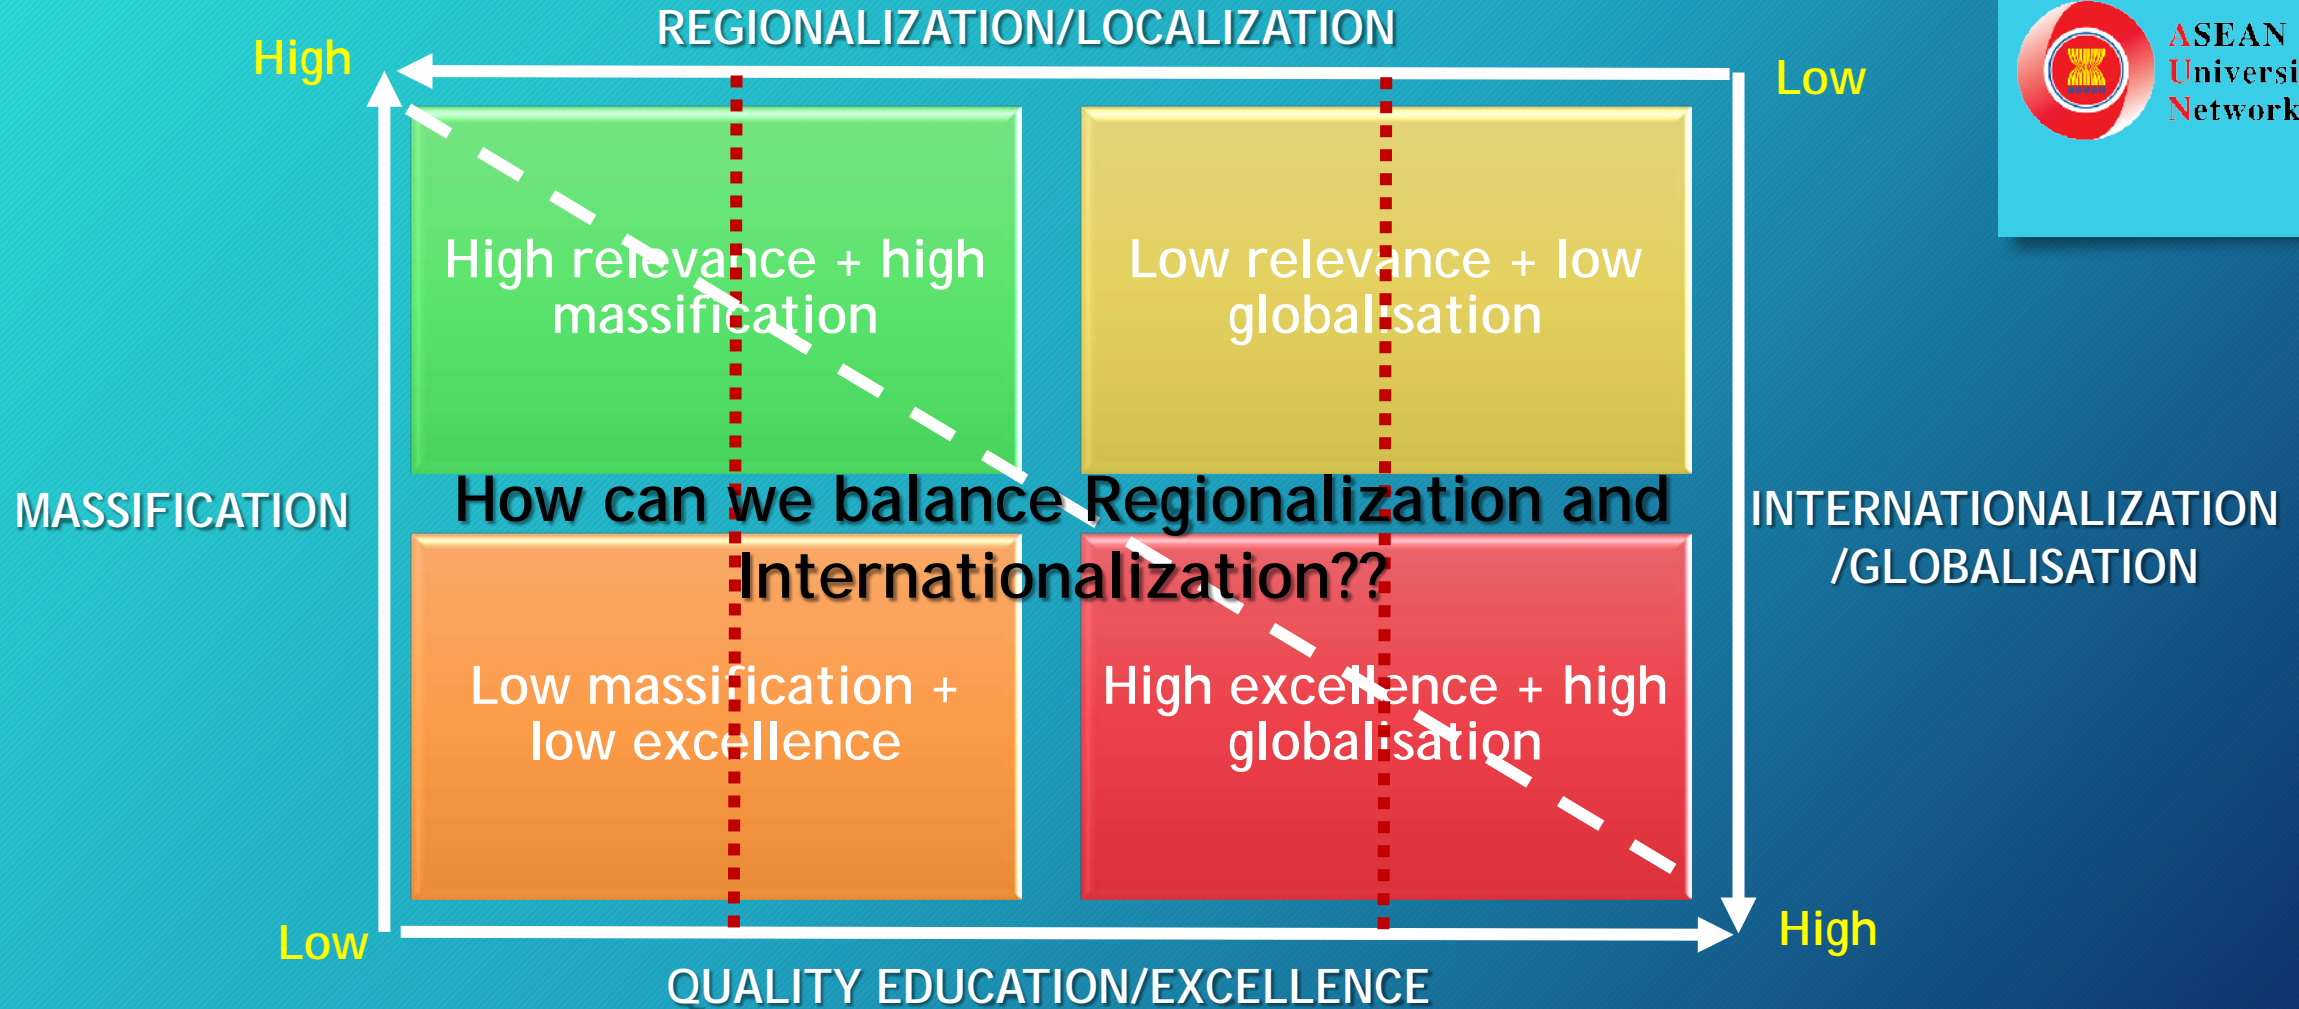 REGIONALIZATION/LOCALIZATION
High
Low
ASEAN
Universi
Network
High relevance + high
massification
Low relevance + low
globalisation
MASSIFICATION
How can we balance Regionalization and
Internationalization??
INTERNATIONALIZATION
/GLOBALISATION
Low massification +
low excellence
High excellence + high
globalisation
Low
High
QUALITY EDUCATION/EXCELLENCE